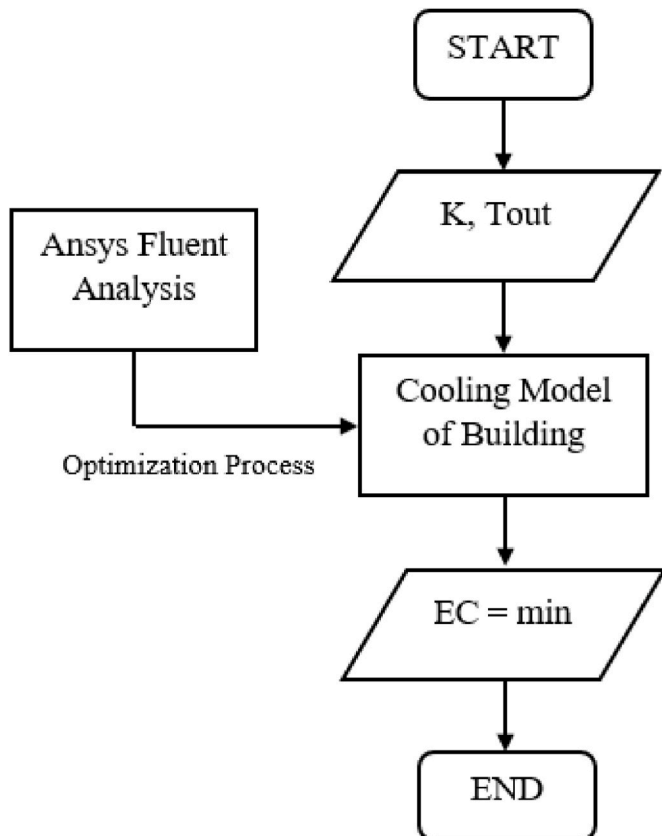 START
K, Tout
Ansys Fluent
Analysis
Cooling Model
of Building
Optimization Process
EC = min
END